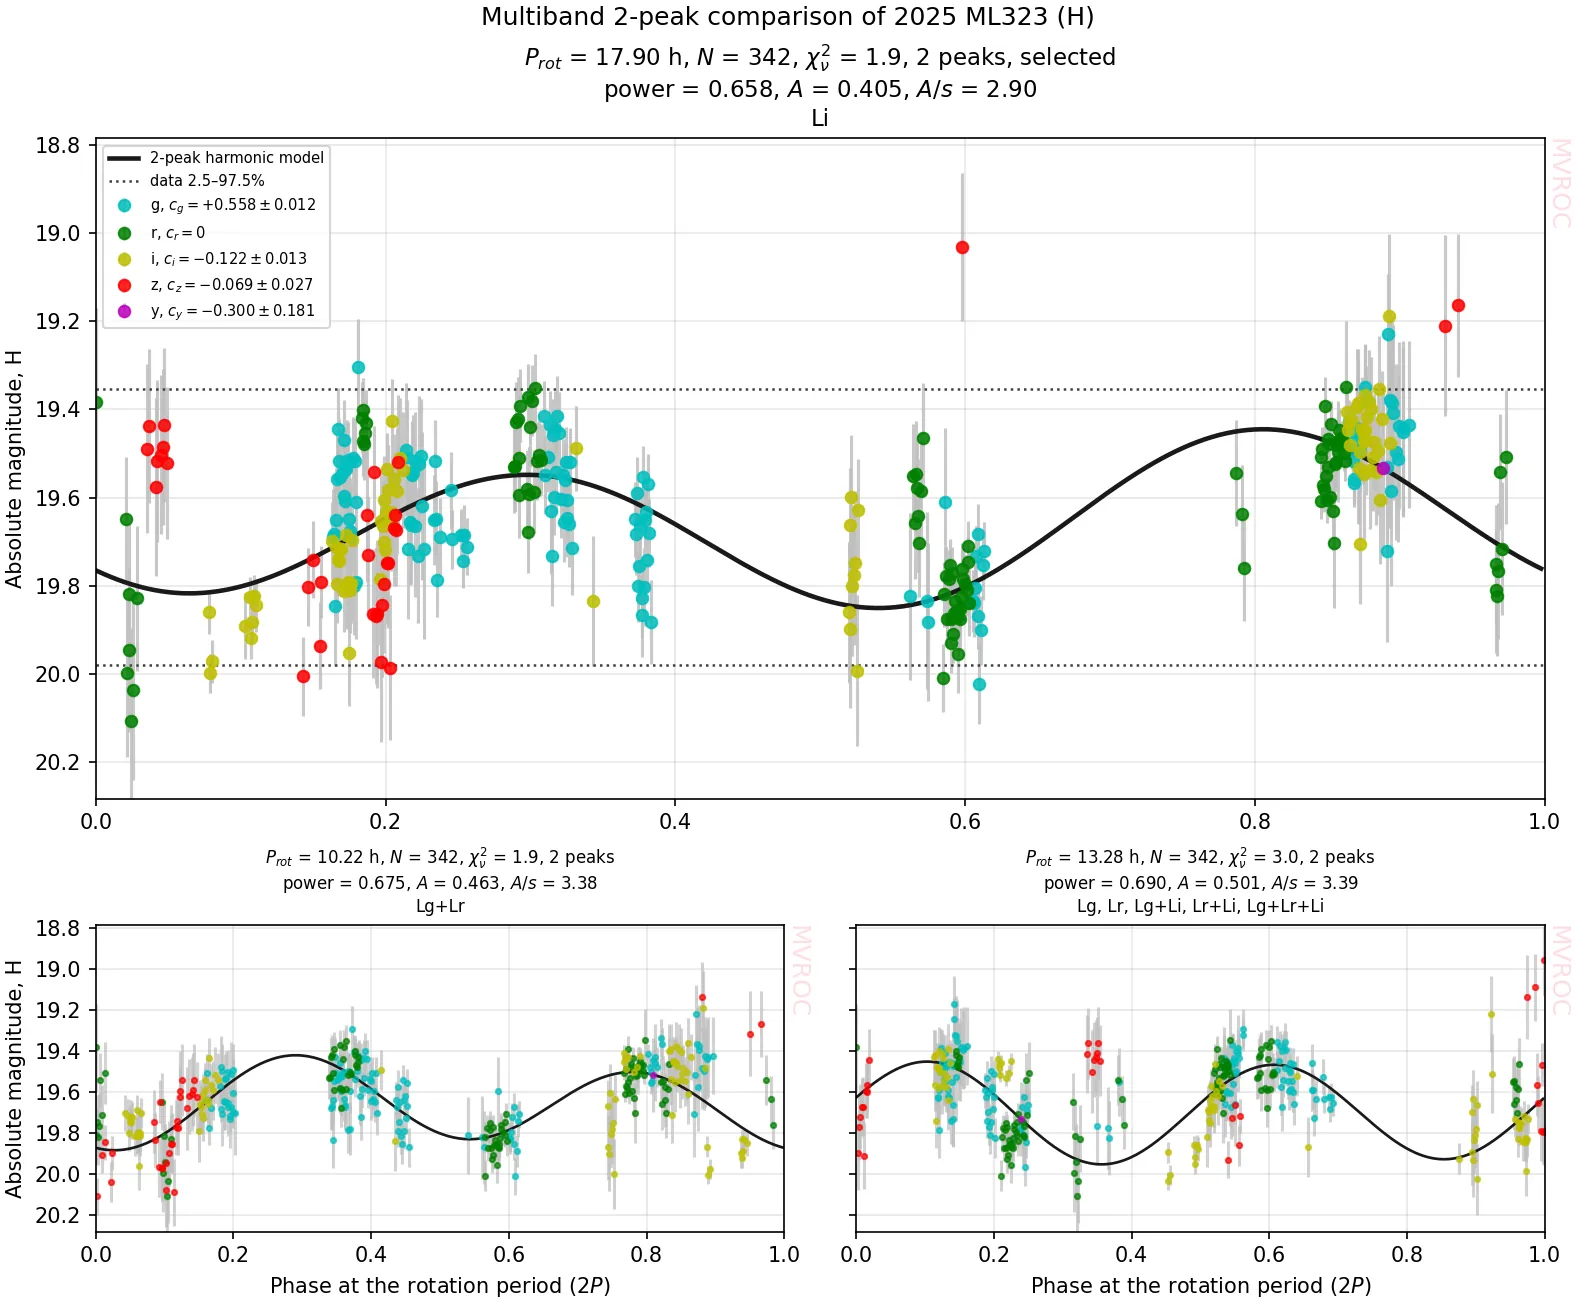 Multiband 2-peak comparison of 2025 ML323 (H)
P_rot = 17.90 h, N = 342, χ²_ν = 1.9, 2 peaks, selected
power = 0.658, A = 0.405, A/s = 2.90
Li
MVROC
2-peak harmonic model
data 2.5–97.5%
g, c_g = +0.558 ± 0.012
r, c_r = 0
i, c_i = −0.122 ± 0.013
z, c_z = −0.069 ± 0.027
y, c_y = −0.300 ± 0.181
Absolute magnitude, H
18.8
19.0
19.2
19.4
19.6
19.8
20.0
20.2
0.0 0.2 0.4 0.6 0.8 1.0
P_rot = 10.22 h, N = 342, χ²_ν = 1.9, 2 peaks
power = 0.675, A = 0.463, A/s = 3.38
Lg+Lr
MVROC
Absolute magnitude, H
18.8
19.0
19.2
19.4
19.6
19.8
20.0
20.2
0.0 0.2 0.4 0.6 0.8 1.0
Phase at the rotation period (2P)
P_rot = 13.28 h, N = 342, χ²_ν = 3.0, 2 peaks
power = 0.690, A = 0.501, A/s = 3.39
Lg, Lr, Lg+Li, Lr+Li, Lg+Lr+Li
MVROC
0.0 0.2 0.4 0.6 0.8 1.0
Phase at the rotation period (2P)